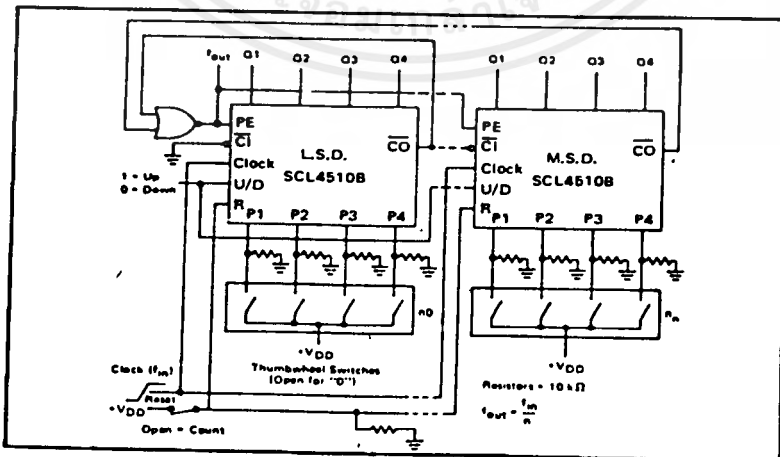 fout Q1 Q2 Q3 Q4
Q1 Q2 Q3 Q4
PE
CI
Clock
U/D
R
L.S.D.
SCL4510B
CO
P1 P2 P3 P4
PE
CI
Clock
U/D
R
M.S.D.
SCL4510B
CO
P1 P2 P3 P4
1 = Up
0 = Down
n0
+VDD
Thumbwheel Switches
(Open for "0")
nn
+VDD
Resistors = 10 kΩ
fout = fin/n
Clock (fin)
Reset
+VDD
Open = Count